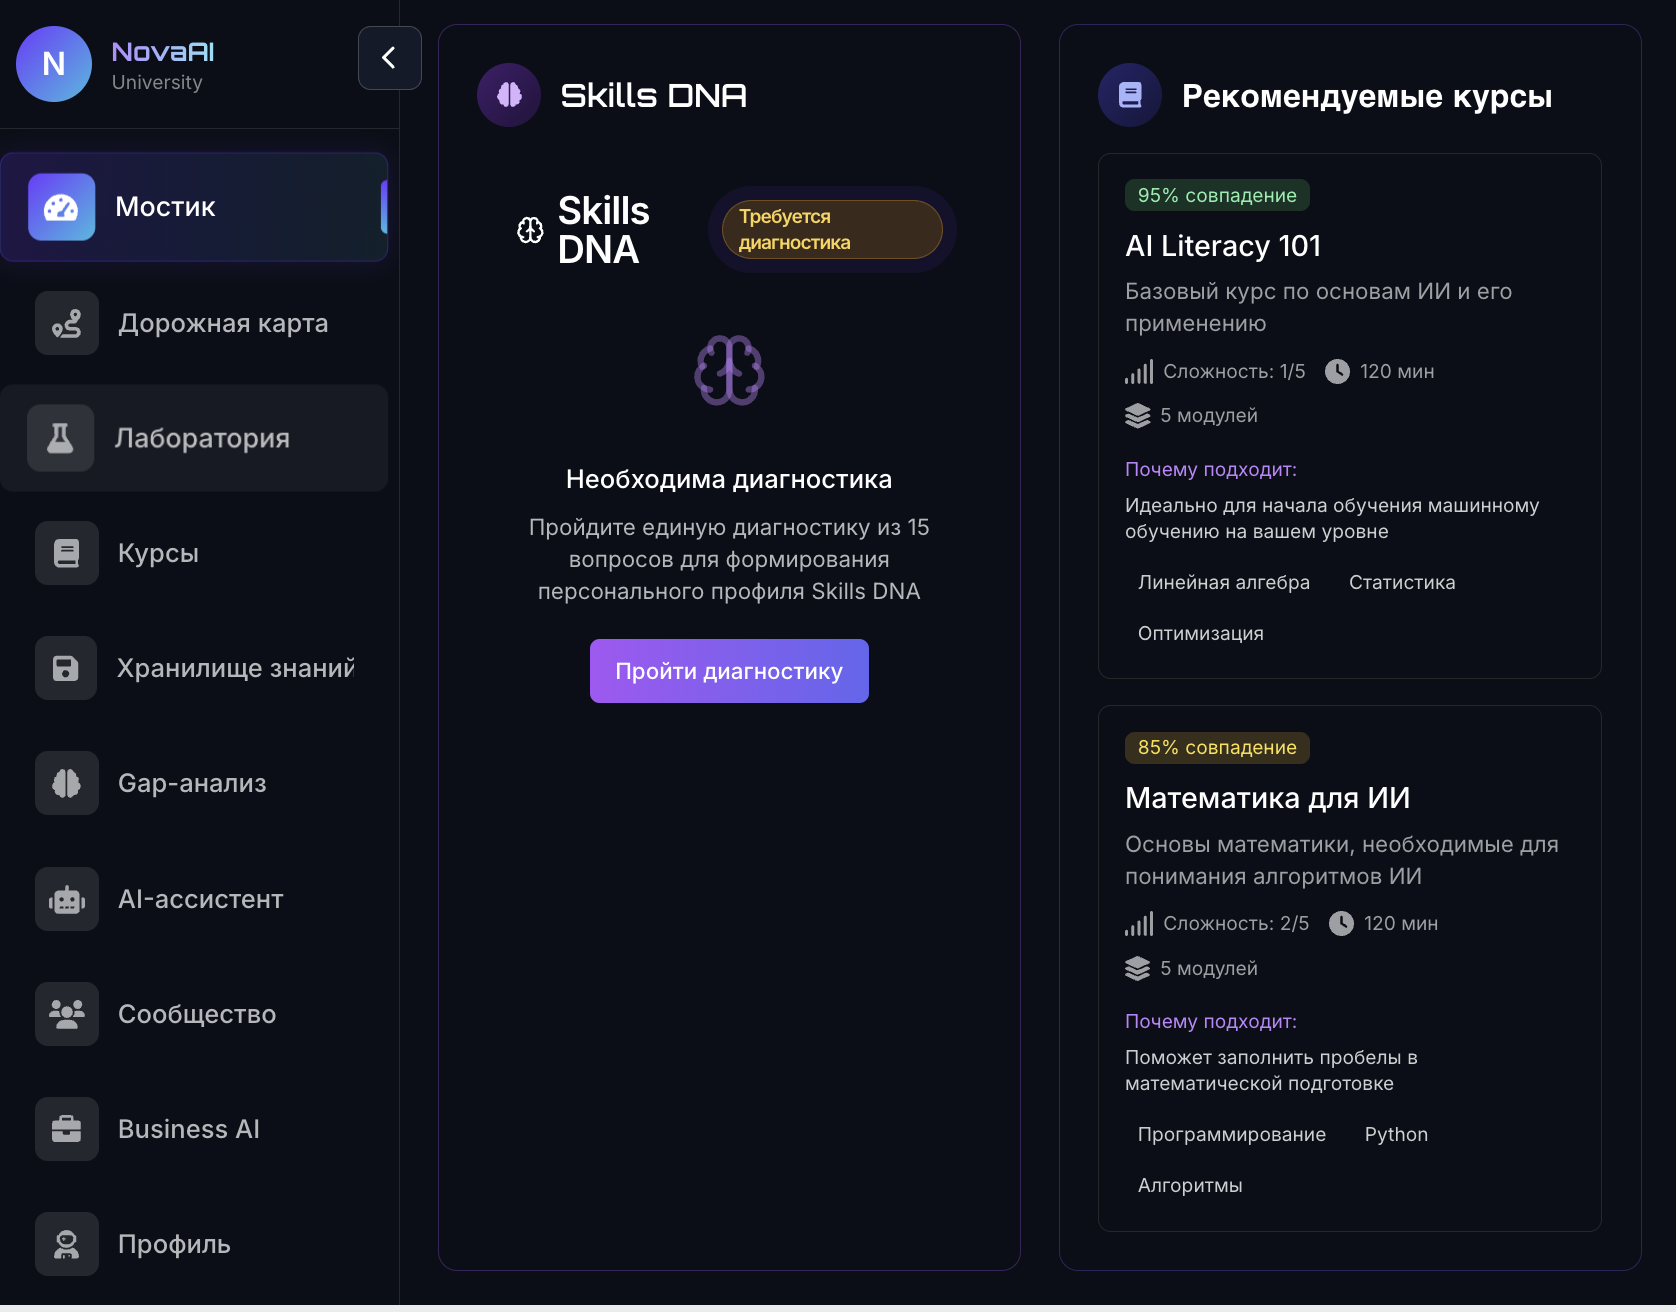 N
NovaAI
University
Мостик
Дорожная карта
Лаборатория
Курсы
Хранилище знаний
Gap-анализ
AI-ассистент
Сообщество
Business AI
Профиль
Skills DNA
Skills
DNA
Требуется
диагностика
Необходима диагностика
Пройдите единую диагностику из 15
вопросов для формирования
персонального профиля Skills DNA
Пройти диагностику
Рекомендуемые курсы
95% совпадение
AI Literacy 101
Базовый курс по основам ИИ и его
применению
Сложность: 1/5 120 мин
5 модулей
Почему подходит:
Идеально для начала обучения машинному
обучению на вашем уровне
Линейная алгебра Статистика
Оптимизация
85% совпадение
Математика для ИИ
Основы математики, необходимые для
понимания алгоритмов ИИ
Сложность: 2/5 120 мин
5 модулей
Почему подходит:
Поможет заполнить пробелы в
математической подготовке
Программирование Python
Алгоритмы